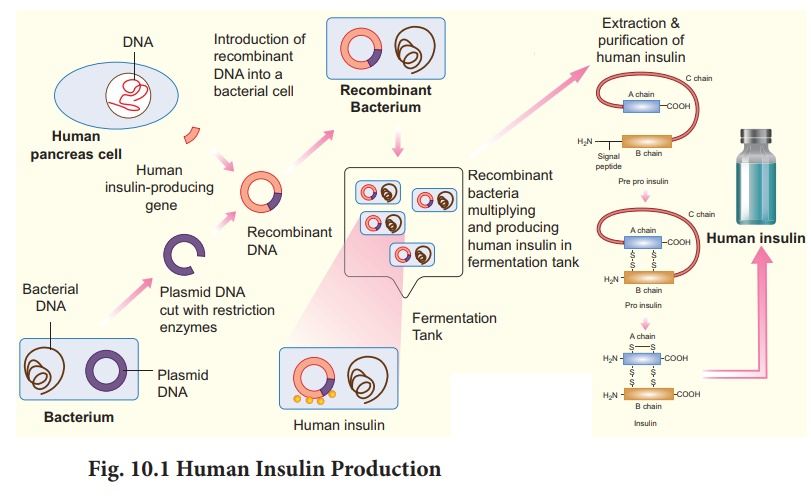 DNA
Human
pancreas cell
Introduction of
recombinant
DNA into a
bacterial cell
Recombinant
Bacterium
Human
insulin-producing
gene
Recombinant
DNA
Plasmid DNA
cut with restriction
enzymes
Bacterial
DNA
Plasmid
DNA
Bacterium
Recombinant
bacteria
multiplying
and producing
human insulin in
fermentation tank
Fermentation
Tank
Human insulin
Extraction &
purification of
human insulin
C chain
A chain
COOH
H₂N
Signal
peptide
B chain
Pre pro insulin
C chain
A chain
COOH
S S
S S
H₂N
B chain
Pro insulin
A chain
S S
H₂N COOH
S S
S S
H₂N COOH
B chain
Insulin
Human insulin
Fig. 10.1 Human Insulin Production